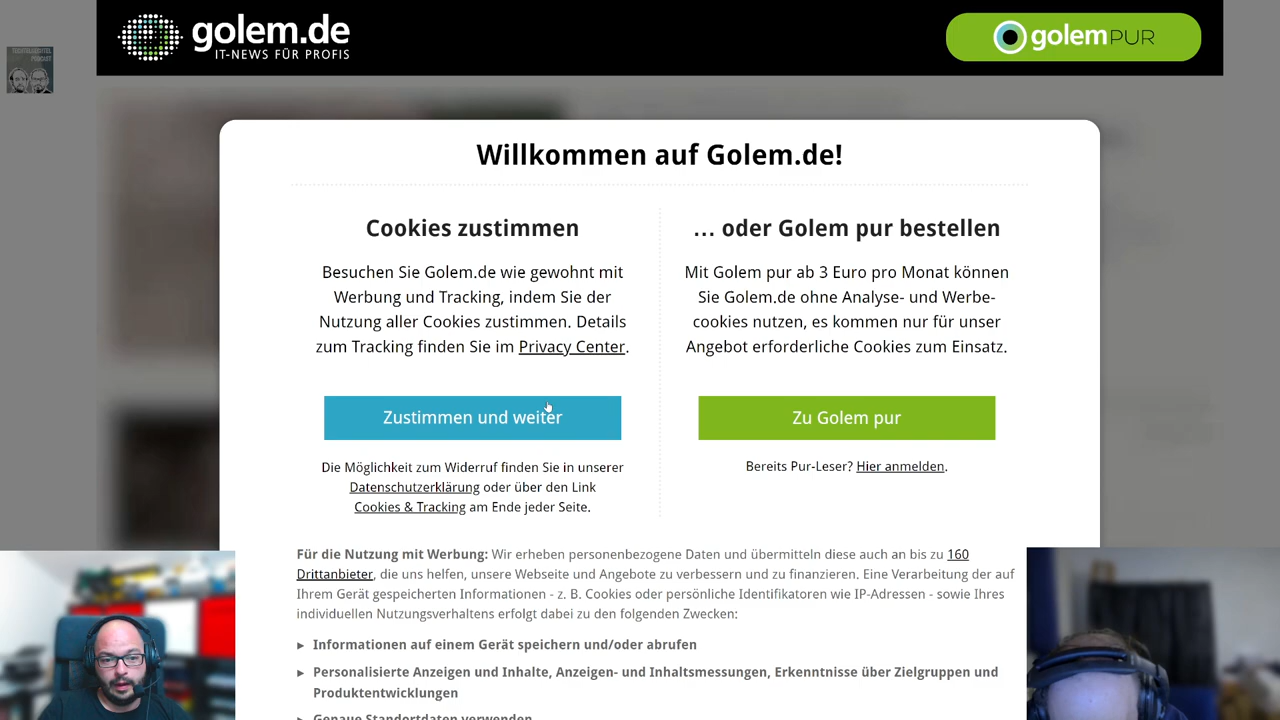 golem.de
IT-NEWS FÜR PROFIS
golem PUR
PODCAST
Willkommen auf Golem.de!
Cookies zustimmen
Besuchen Sie Golem.de wie gewohnt mit
Werbung und Tracking, indem Sie der
Nutzung aller Cookies zustimmen. Details
zum Tracking finden Sie im Privacy Center.
Zustimmen und weiter
Die Möglichkeit zum Widerruf finden Sie in unserer
Datenschutzerklärung oder über den Link
Cookies & Tracking am Ende jeder Seite.
… oder Golem pur bestellen
Mit Golem pur ab 3 Euro pro Monat können
Sie Golem.de ohne Analyse- und Werbe-
cookies nutzen, es kommen nur für unser
Angebot erforderliche Cookies zum Einsatz.
Zu Golem pur
Bereits Pur-Leser? Hier anmelden.
Für die Nutzung mit Werbung: Wir erheben personenbezogene Daten und übermitteln diese auch an bis zu 160
Drittanbieter, die uns helfen, unsere Webseite und Angebote zu verbessern und zu finanzieren. Eine Verarbeitung der auf
Ihrem Gerät gespeicherten Informationen - z. B. Cookies oder persönliche Identifikatoren wie IP-Adressen - sowie Ihres
individuellen Nutzungsverhaltens erfolgt dabei zu den folgenden Zwecken:
► Informationen auf einem Gerät speichern und/oder abrufen
► Personalisierte Anzeigen und Inhalte, Anzeigen- und Inhaltsmessungen, Erkenntnisse über Zielgruppen und
Produktentwicklungen
Genaue Standortdaten verwenden